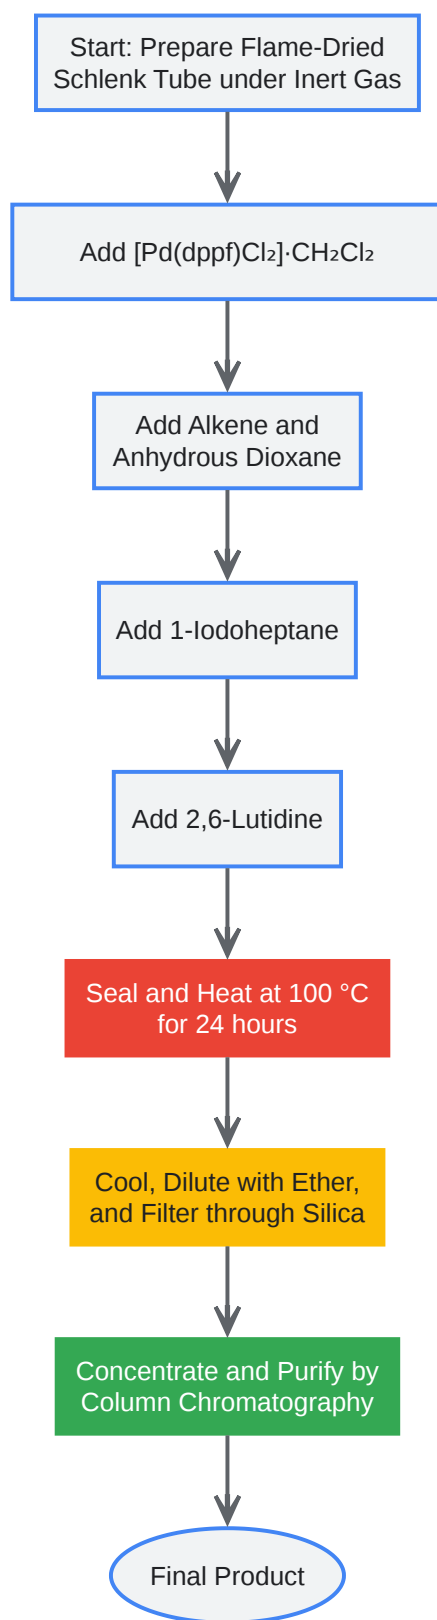 Start: Prepare Flame-Dried
Schlenk Tube under Inert Gas
Add [Pd(dppf)Cl₂]·CH₂Cl₂
Add Alkene and
Anhydrous Dioxane
Add 1-Iodoheptane
Add 2,6-Lutidine
Seal and Heat at 100 °C
for 24 hours
Cool, Dilute with Ether,
and Filter through Silica
Concentrate and Purify by
Column Chromatography
Final Product